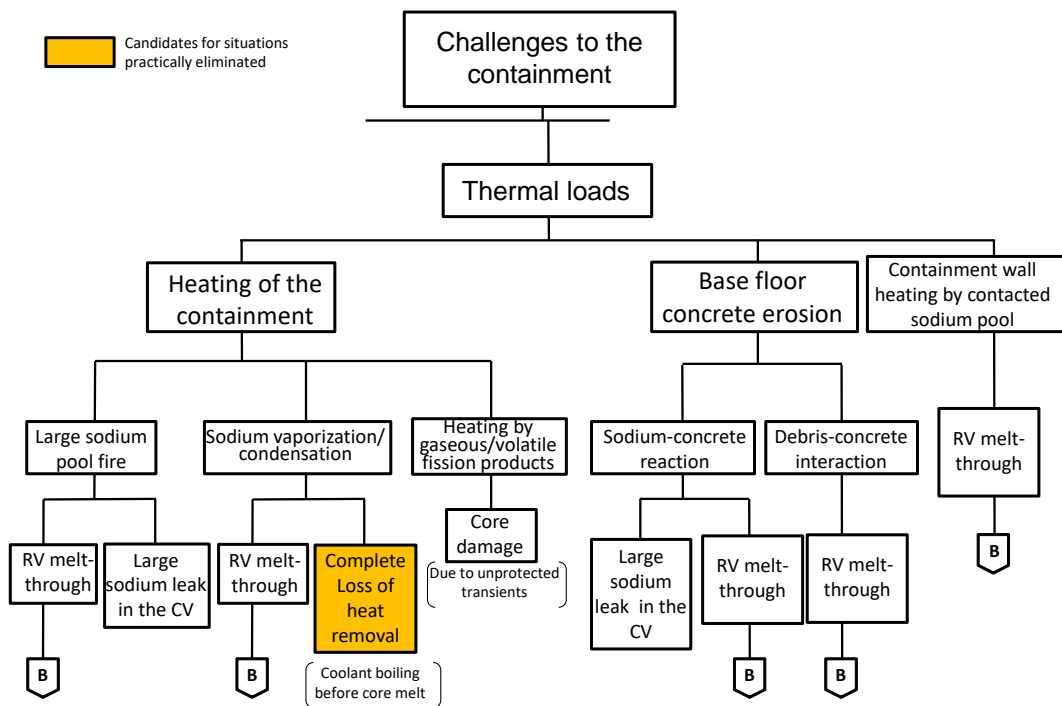 Candidates for situations
practically eliminated
Challenges to the
containment
Thermal loads
Heating of the
containment
Base floor
concrete erosion
Containment wall
heating by contacted
sodium pool
Large sodium
pool fire
Sodium vaporization/
condensation
Heating by
gaseous/volatile
fission products
Sodium-concrete
reaction
Debris-concrete
interaction
RV melt-
through
RV melt-
through
Large
sodium leak
in the CV
RV melt-
through
Complete
Loss of
heat
removal
Core
damage
Due to unprotected
transients
Large
sodium
leak in the
CV
RV melt-
through
RV melt-
through
B
B
B
Coolant boiling
before core melt
B
B